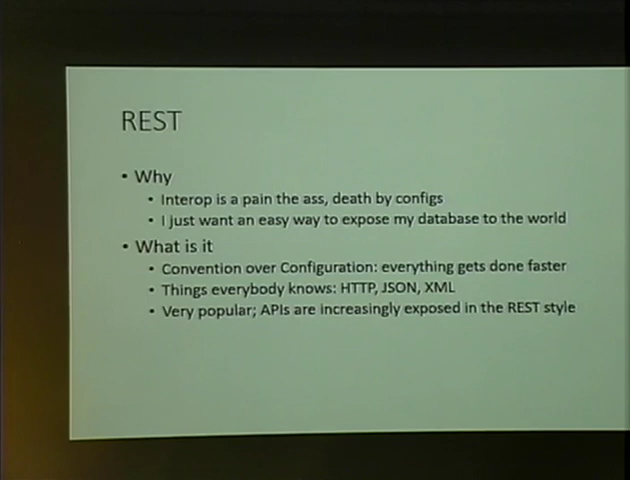 REST
• Why
• Interop is a pain the ass, death by configs
• I just want an easy way to expose my database to the world
• What is it
• Convention over Configuration: everything gets done faster
• Things everybody knows: HTTP, JSON, XML
• Very popular; APIs are increasingly exposed in the REST style